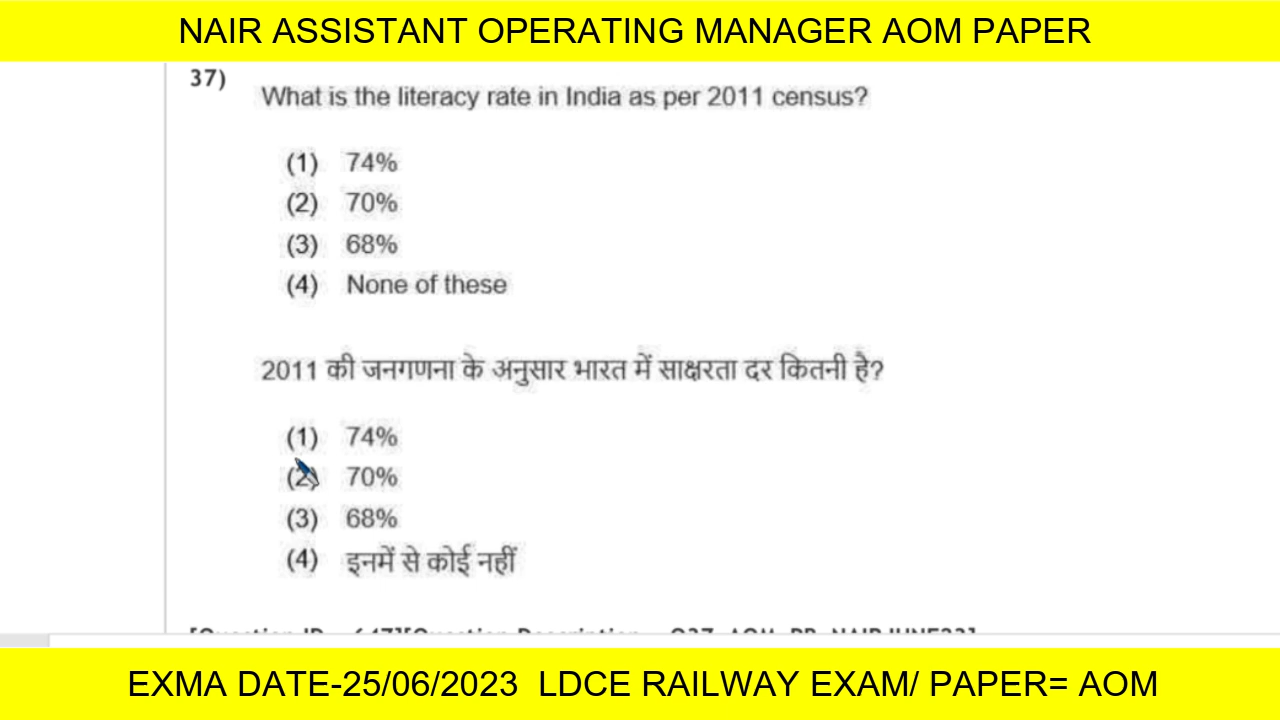 NAIR ASSISTANT OPERATING MANAGER AOM PAPER
37)
What is the literacy rate in India as per 2011 census?
(1) 74%
(2) 70%
(3) 68%
(4) None of these
2011 की जनगणना के अनुसार भारत में साक्षरता दर कितनी है?
(1) 74%
(2) 70%
(3) 68%
(4) इनमें से कोई नहीं
EXMA DATE-25/06/2023 LDCE RAILWAY EXAM/ PAPER= AOM